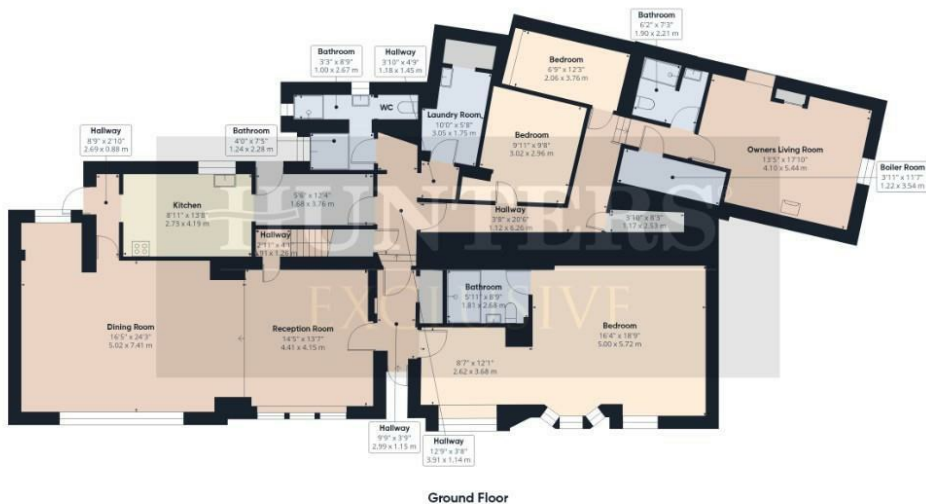 Bathroom
6'2" x 7'3"
1.90 x 2.21 m
Bathroom
3'3" x 8'9"
1.00 x 2.67 m
Hallway
3'10" x 4'9"
1.18 x 1.45 m
Bedroom
6'9" x 12'3"
2.06 x 3.76 m
WC
Laundry Room
10'0" x 5'8"
3.05 x 1.75 m
Bathroom
4'0" x 7'5"
1.24 x 2.28 m
Bedroom
9'11" x 9'8"
3.02 x 2.96 m
Owners Living Room
13'5" x 17'10"
4.10 x 5.44 m
Hallway
8'9" x 2'10"
2.69 x 0.88 m
Boiler Room
3'11" x 11'7"
1.22 x 3.54 m
Kitchen
8'11" x 13'8"
2.73 x 4.19 m
5'6" x 12'4"
1.68 x 3.76 m
Hallway
3'8" x 20'6"
1.12 x 6.26 m
3'10" x 8'3"
1.17 x 2.53 m
HUNTERS
EXCLUSIVE
Hallway
2'11" x 4'1"
Bathroom
5'11" x 8'9"
1.81 x 2.68 m
Dining Room
16'5" x 24'3"
5.02 x 7.41 m
Reception Room
14'5" x 13'7"
4.41 x 4.15 m
Bedroom
16'4" x 18'9"
5.00 x 5.72 m
8'7" x 12'1"
2.62 x 3.68 m
Hallway
9'9" x 3'9"
2.99 x 1.15 m
Hallway
12'9" x 3'8"
3.91 x 1.14 m
Ground Floor